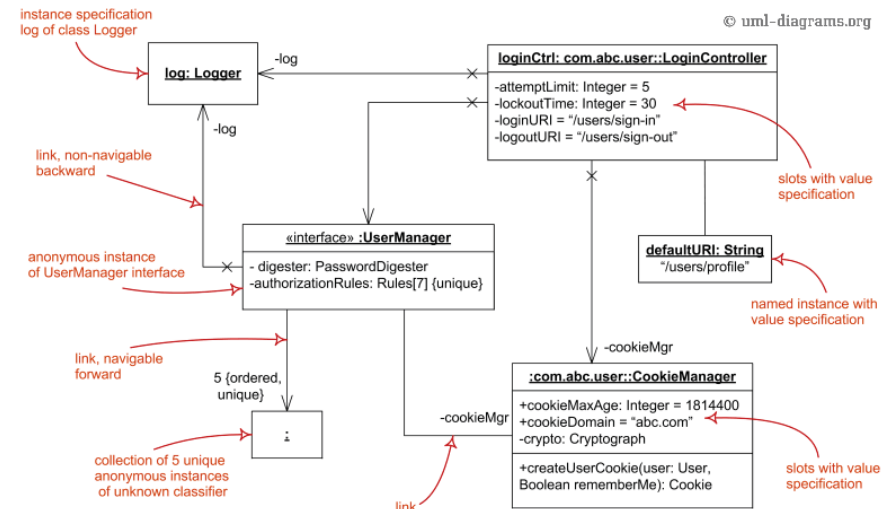 instance specification
log of class Logger
© uml-diagrams.org
log: Logger
-log
loginCtrl: com.abc.user::LoginController
-attemptLimit: Integer = 5
-lockoutTime: Integer = 30
-loginURI = “/users/sign-in”
-logoutURI = “/users/sign-out”
-log
link, non-navigable
backward
slots with value
specification
«interface» :UserManager
- digester: PasswordDigester
-authorizationRules: Rules[7] {unique}
anonymous instance
of UserManager interface
defaultURI: String
“/users/profile”
named instance with
value specification
link, navigable
forward
-cookieMgr
5 {ordered,
unique}
:com.abc.user::CookieManager
+cookieMaxAge: Integer = 1814400
+cookieDomain = “abc.com”
-crypto: Cryptograph
+createUserCookie(user: User,
Boolean rememberMe): Cookie
-cookieMgr
:
collection of 5 unique
anonymous instances
of unknown classifier
slots with value
specification
link